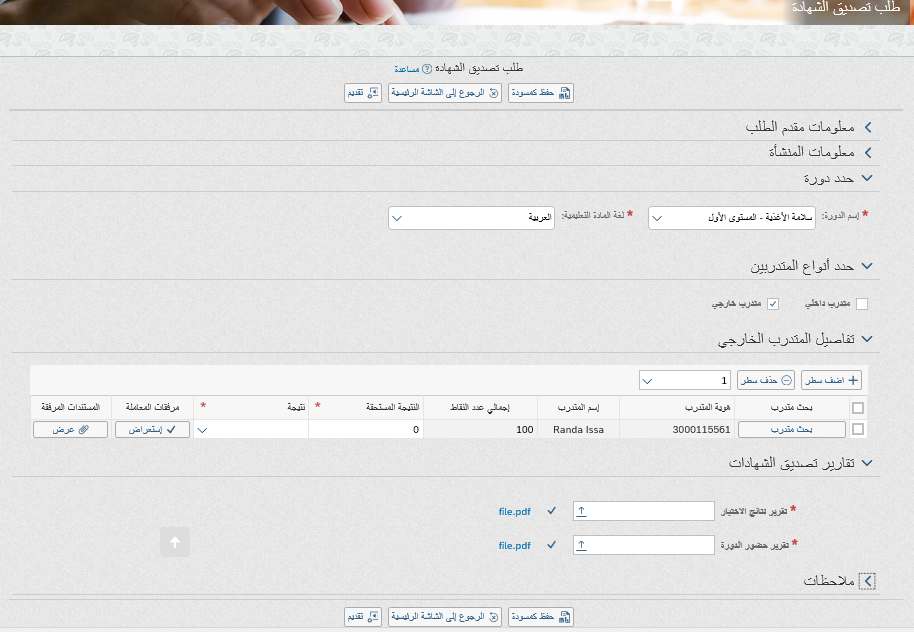 طلب تصديق الشهادة
طلب تصديق الشهادة ? مساعدة
حفظ كمسودة الرجوع إلى الشاشة الرئيسية تقديم
معلومات مقدم الطلب
معلومات المنشأة
حدد دورة
* إسم الدورة: سلامة الأغذية - المستوى الأول * لغة المادة التعليمية: العربية
حدد أنواع المتدربين
متدرب داخلي متدرب خارجي
تفاصيل المتدرب الخارجي
اضف سطر حذف سطر 1
بحث متدرب هوية المتدرب إسم المتدرب إجمالي عدد النقاط النتيجة المستحقة * نتيجة * مرفقات المعاملة المستندات المرفقة
بحث متدرب 3000115561 Randa Issa 100 0 إستعراض عرض
تقارير تصديق الشهادات
* تقرير نتائج الاختبار file.pdf
* تقرير حضور الدورة file.pdf
ملاحظات
حفظ كمسودة الرجوع إلى الشاشة الرئيسية تقديم